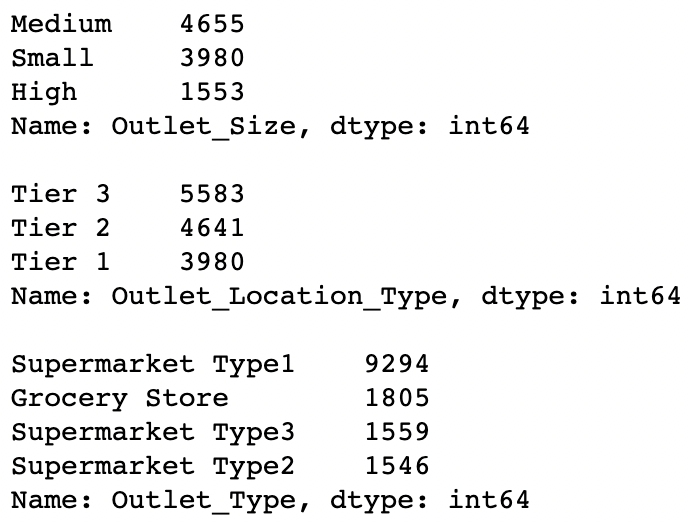 Medium    4655
Small     3980
High      1553
Name: Outlet_Size, dtype: int64
Tier 3    5583
Tier 2    4641
Tier 1    3980
Name: Outlet_Location_Type, dtype: int64
Supermarket Type1    9294
Grocery Store        1805
Supermarket Type3    1559
Supermarket Type2    1546
Name: Outlet_Type, dtype: int64